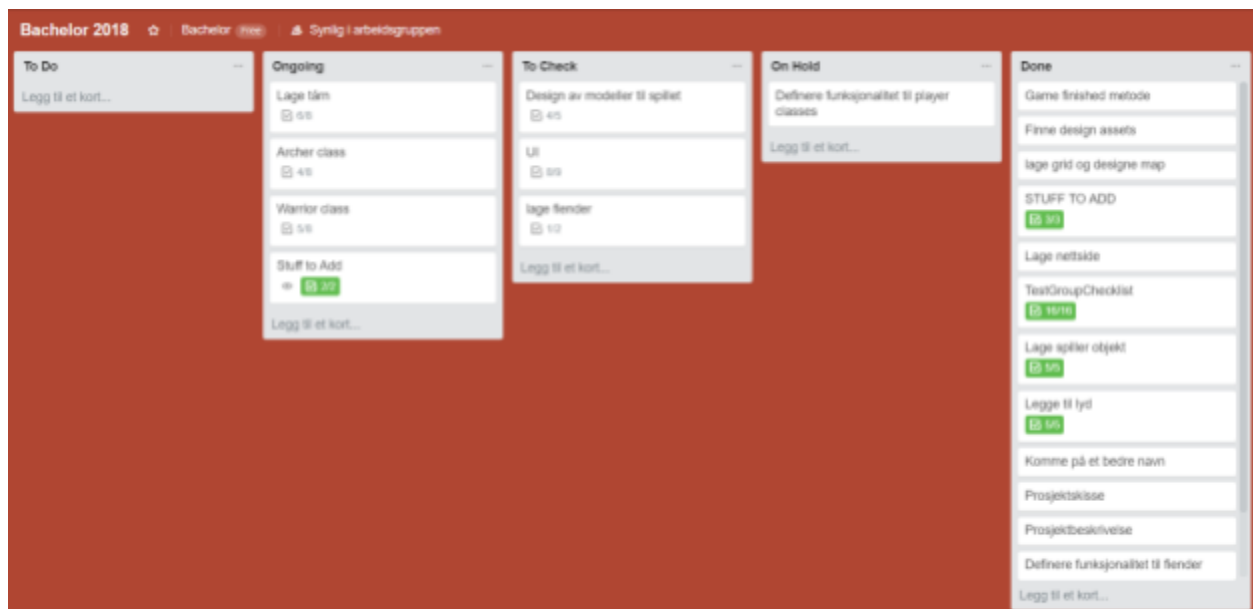 Bachelor 2018 Bachelor Free Synlig i arbeidsgruppen
To Do
Legg til et kort...
Ongoing
Lage tårn
6/8
Archer class
4/8
Warrior class
5/8
Stuff to Add
2/2
Legg til et kort...
To Check
Design av modeller til spillet
4/5
UI
8/9
lage fiender
1/2
Legg til et kort...
On Hold
Definere funksjonalitet til player
classes
Legg til et kort...
Done
Game finished metode
Finne design assets
lage grid og designe map
STUFF TO ADD
3/3
Lage nettside
TestGroupChecklist
16/16
Lage spiller objekt
5/5
Legge til lyd
Komme på et bedre navn
Prosjektskisse
Prosjektbeskrivelse
Definere funksjonalitet til fiender
Legg til et kort...